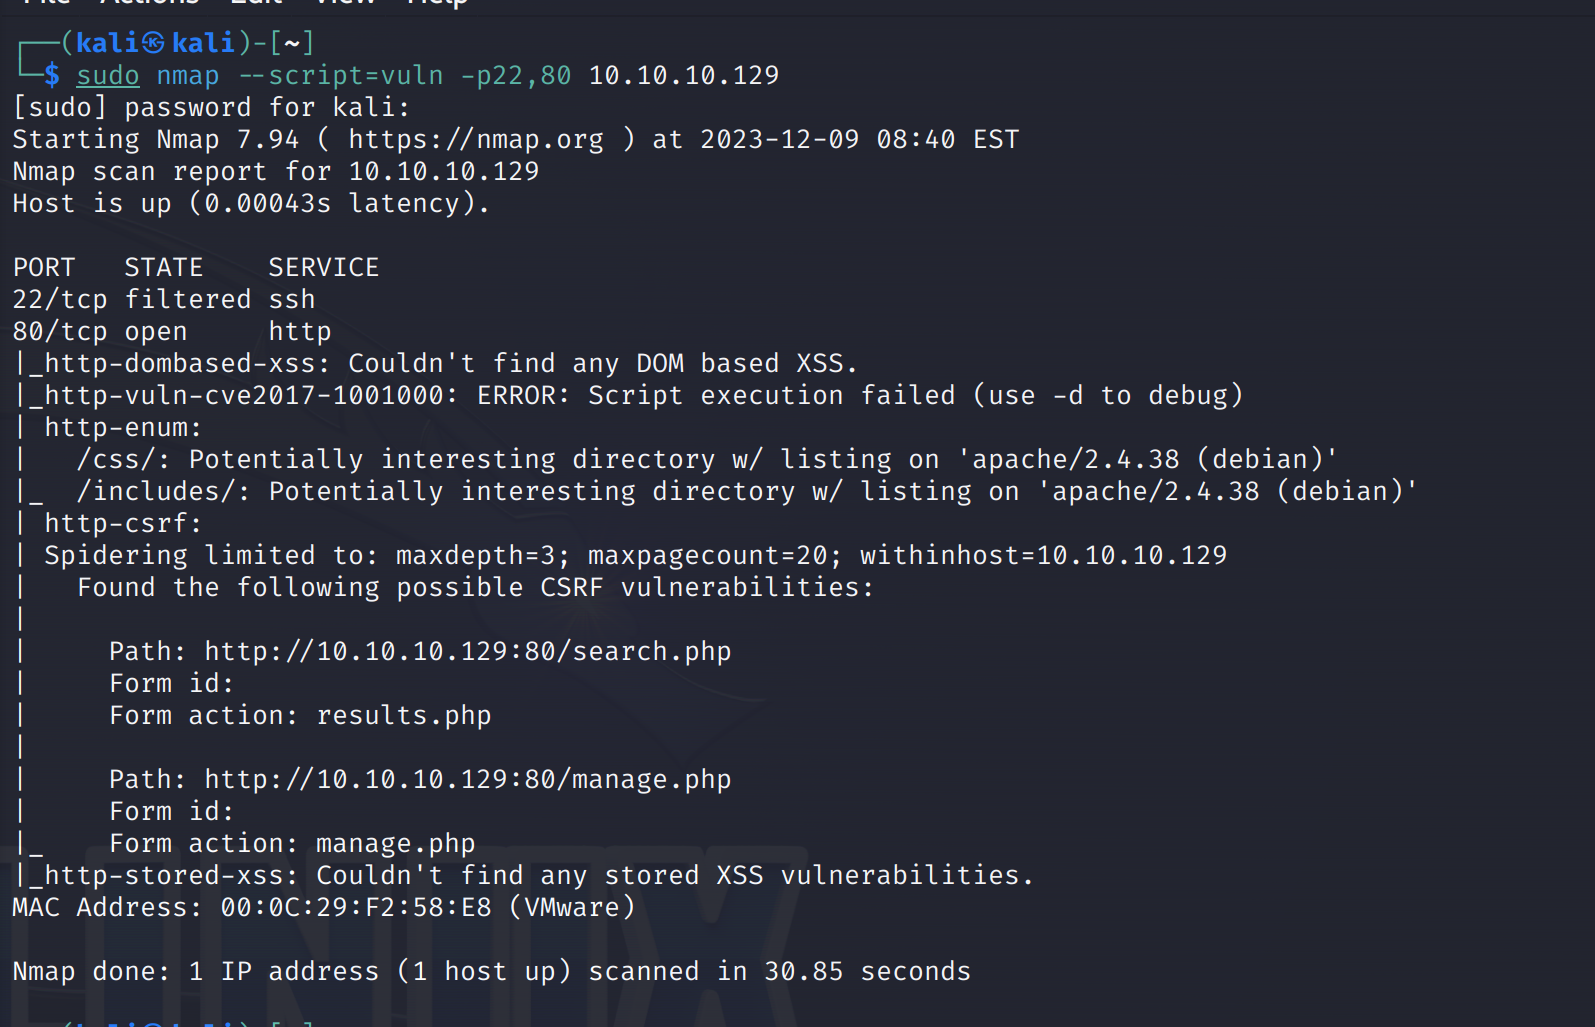 File Actions Edit View Help
┌──(kali㉿kali)-[~]
└─$ sudo nmap --script=vuln -p22,80 10.10.10.129
[sudo] password for kali:
Starting Nmap 7.94 ( https://nmap.org ) at 2023-12-09 08:40 EST
Nmap scan report for 10.10.10.129
Host is up (0.00043s latency).

PORT   STATE    SERVICE
22/tcp filtered ssh
80/tcp open     http
|_http-dombased-xss: Couldn't find any DOM based XSS.
|_http-vuln-cve2017-1001000: ERROR: Script execution failed (use -d to debug)
| http-enum:
|   /css/: Potentially interesting directory w/ listing on 'apache/2.4.38 (debian)'
|_  /includes/: Potentially interesting directory w/ listing on 'apache/2.4.38 (debian)'
| http-csrf:
| Spidering limited to: maxdepth=3; maxpagecount=20; withinhost=10.10.10.129
|   Found the following possible CSRF vulnerabilities:
|
|     Path: http://10.10.10.129:80/search.php
|     Form id:
|     Form action: results.php
|
|     Path: http://10.10.10.129:80/manage.php
|     Form id:
|_    Form action: manage.php
|_http-stored-xss: Couldn't find any stored XSS vulnerabilities.
MAC Address: 00:0C:29:F2:58:E8 (VMware)

Nmap done: 1 IP address (1 host up) scanned in 30.85 seconds